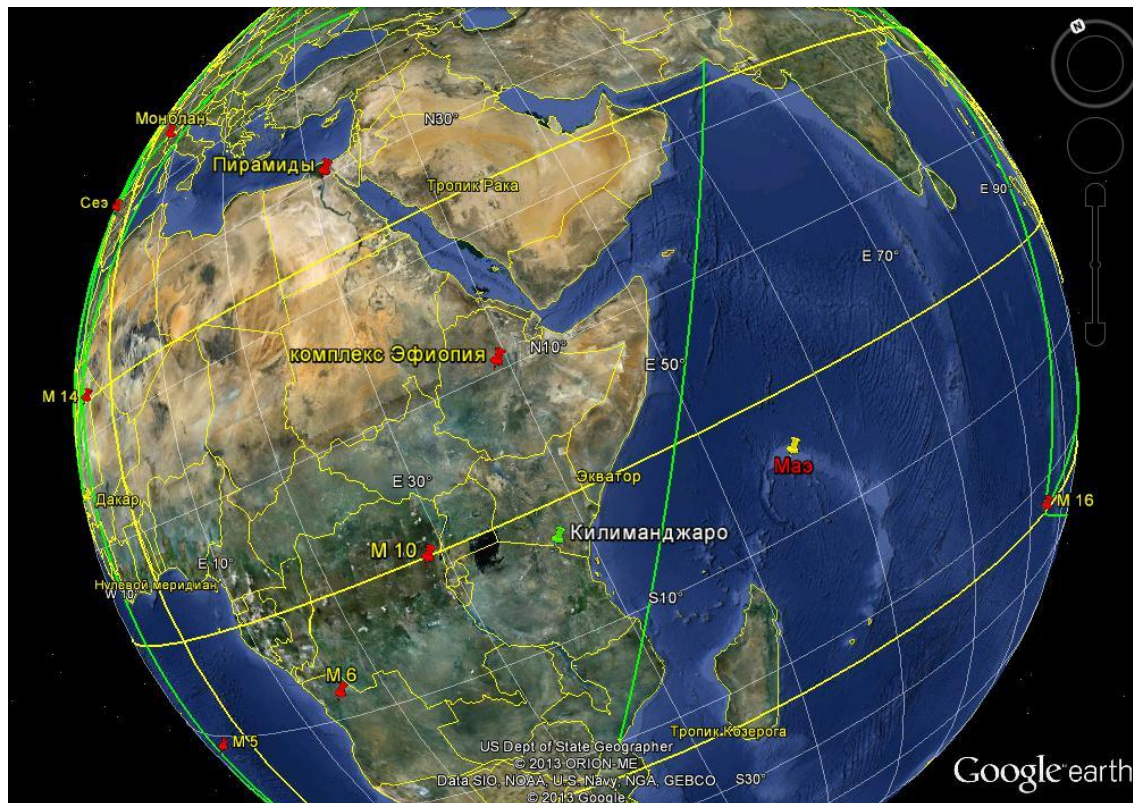 N
Монблан
N30°
Пирамиды
Тропик Рака
E 90°
Сеэ
E 70°
комплекс Эфиопия
N10°
E 50°
М 14
Маэ
Экватор
E 30°
Дакар
М 16
Килиманджаро
М 10
E 10°
Нулевой меридиан
W 10°
S10°
М 6
М 5
Тропик Козерога
US Dept of State Geographer
© 2013 ORION-ME
Data SIO, NOAA, U.S. Navy, NGA, GEBCO
S30°
© 2013 Google
Google earth